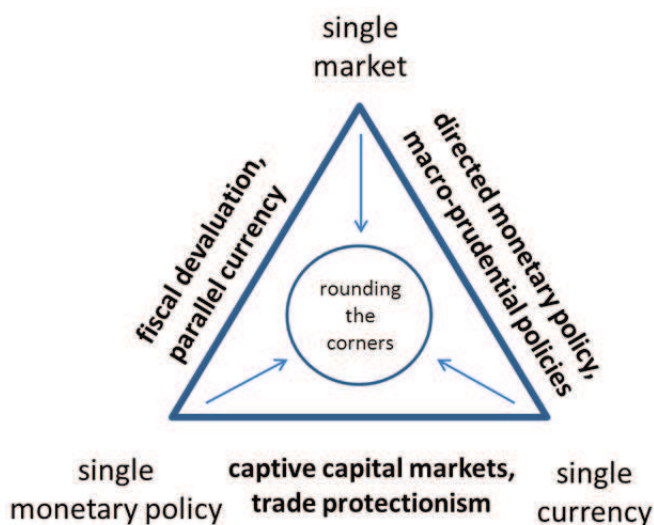 single
market
fiscal devaluation,
parallel currency
directed monetary policy,
macro-prudential policies
rounding
the
corners
single
monetary policy
captive capital markets,
trade protectionism
single
currency